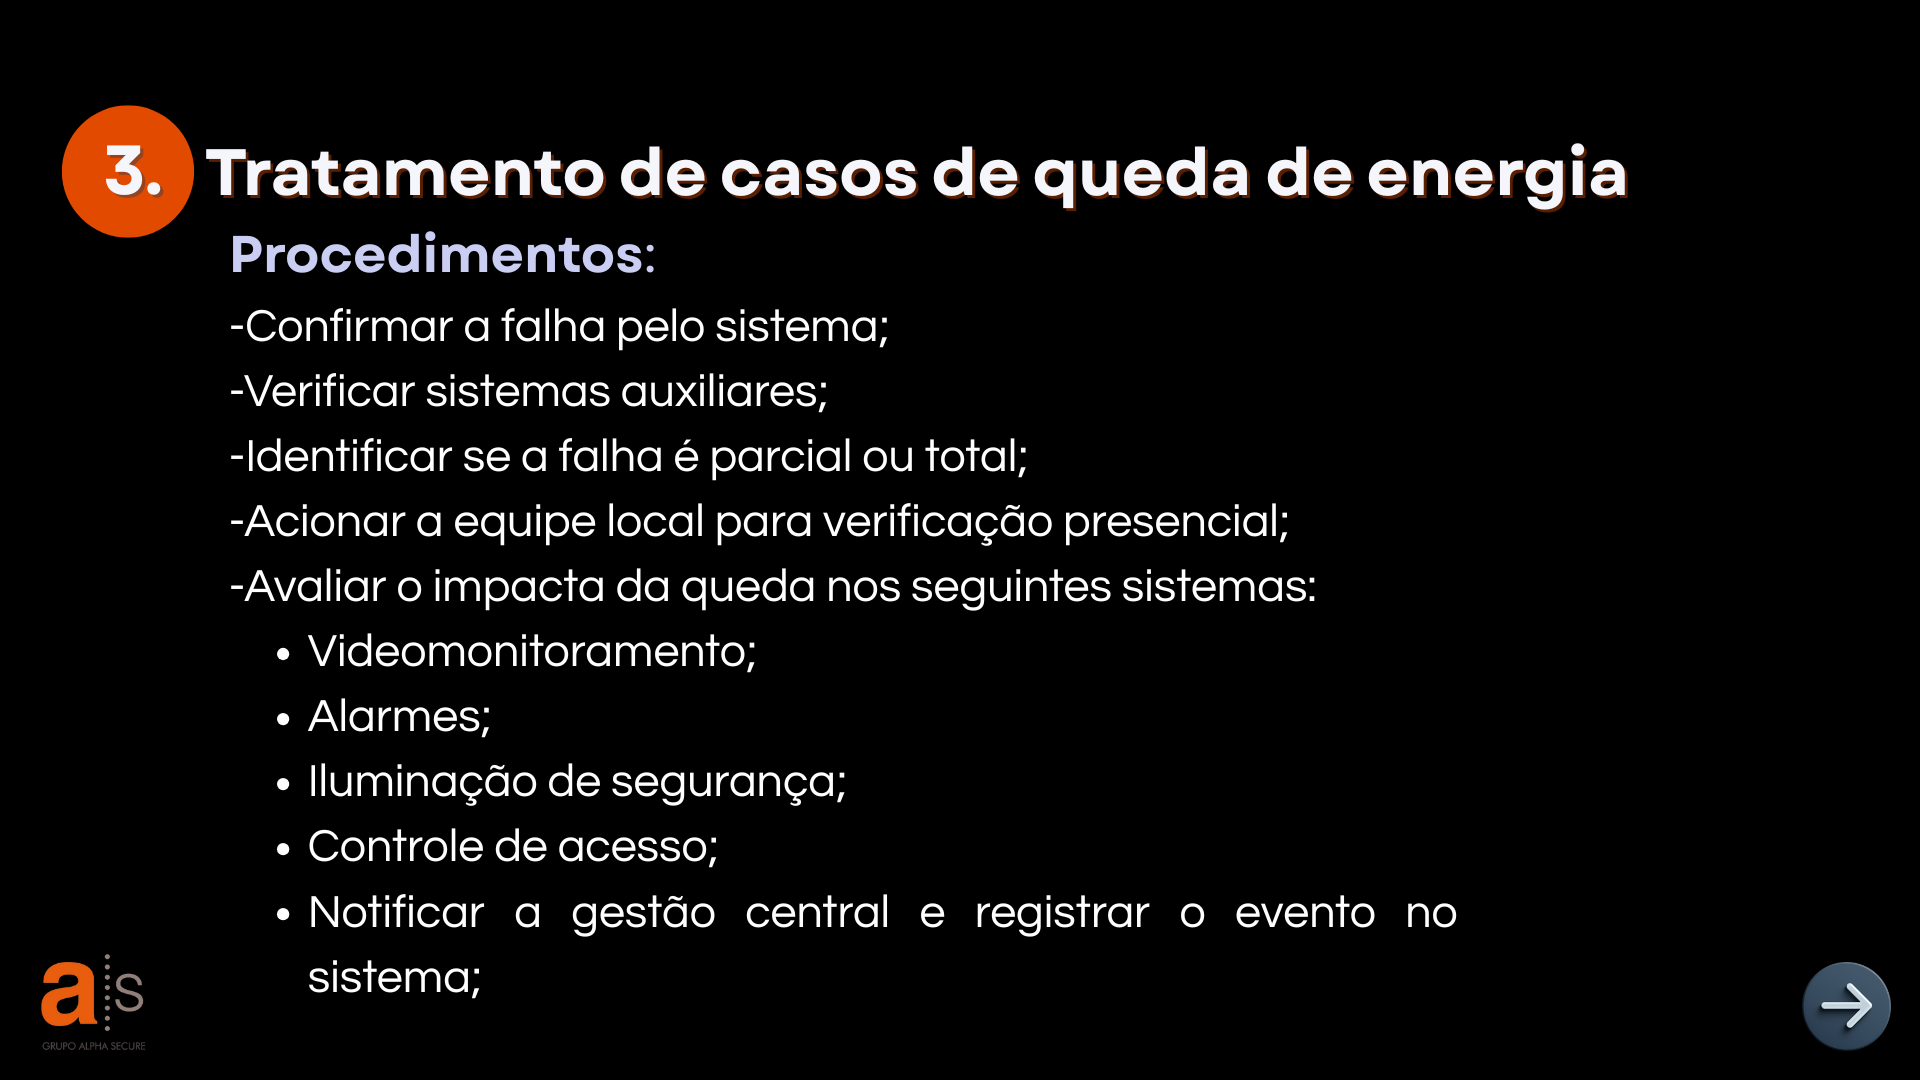 3. Tratamento de casos de queda de energia
Procedimentos:
-Confirmar a falha pelo sistema;
-Verificar sistemas auxiliares;
-Identificar se a falha é parcial ou total;
-Acionar a equipe local para verificação presencial;
-Avaliar o impacta da queda nos seguintes sistemas:
• Videomonitoramento;
• Alarmes;
• Iluminação de segurança;
• Controle de acesso;
• Notificar a gestão central e registrar o evento no
sistema;
a s
GRUPO ALPHA SECURE